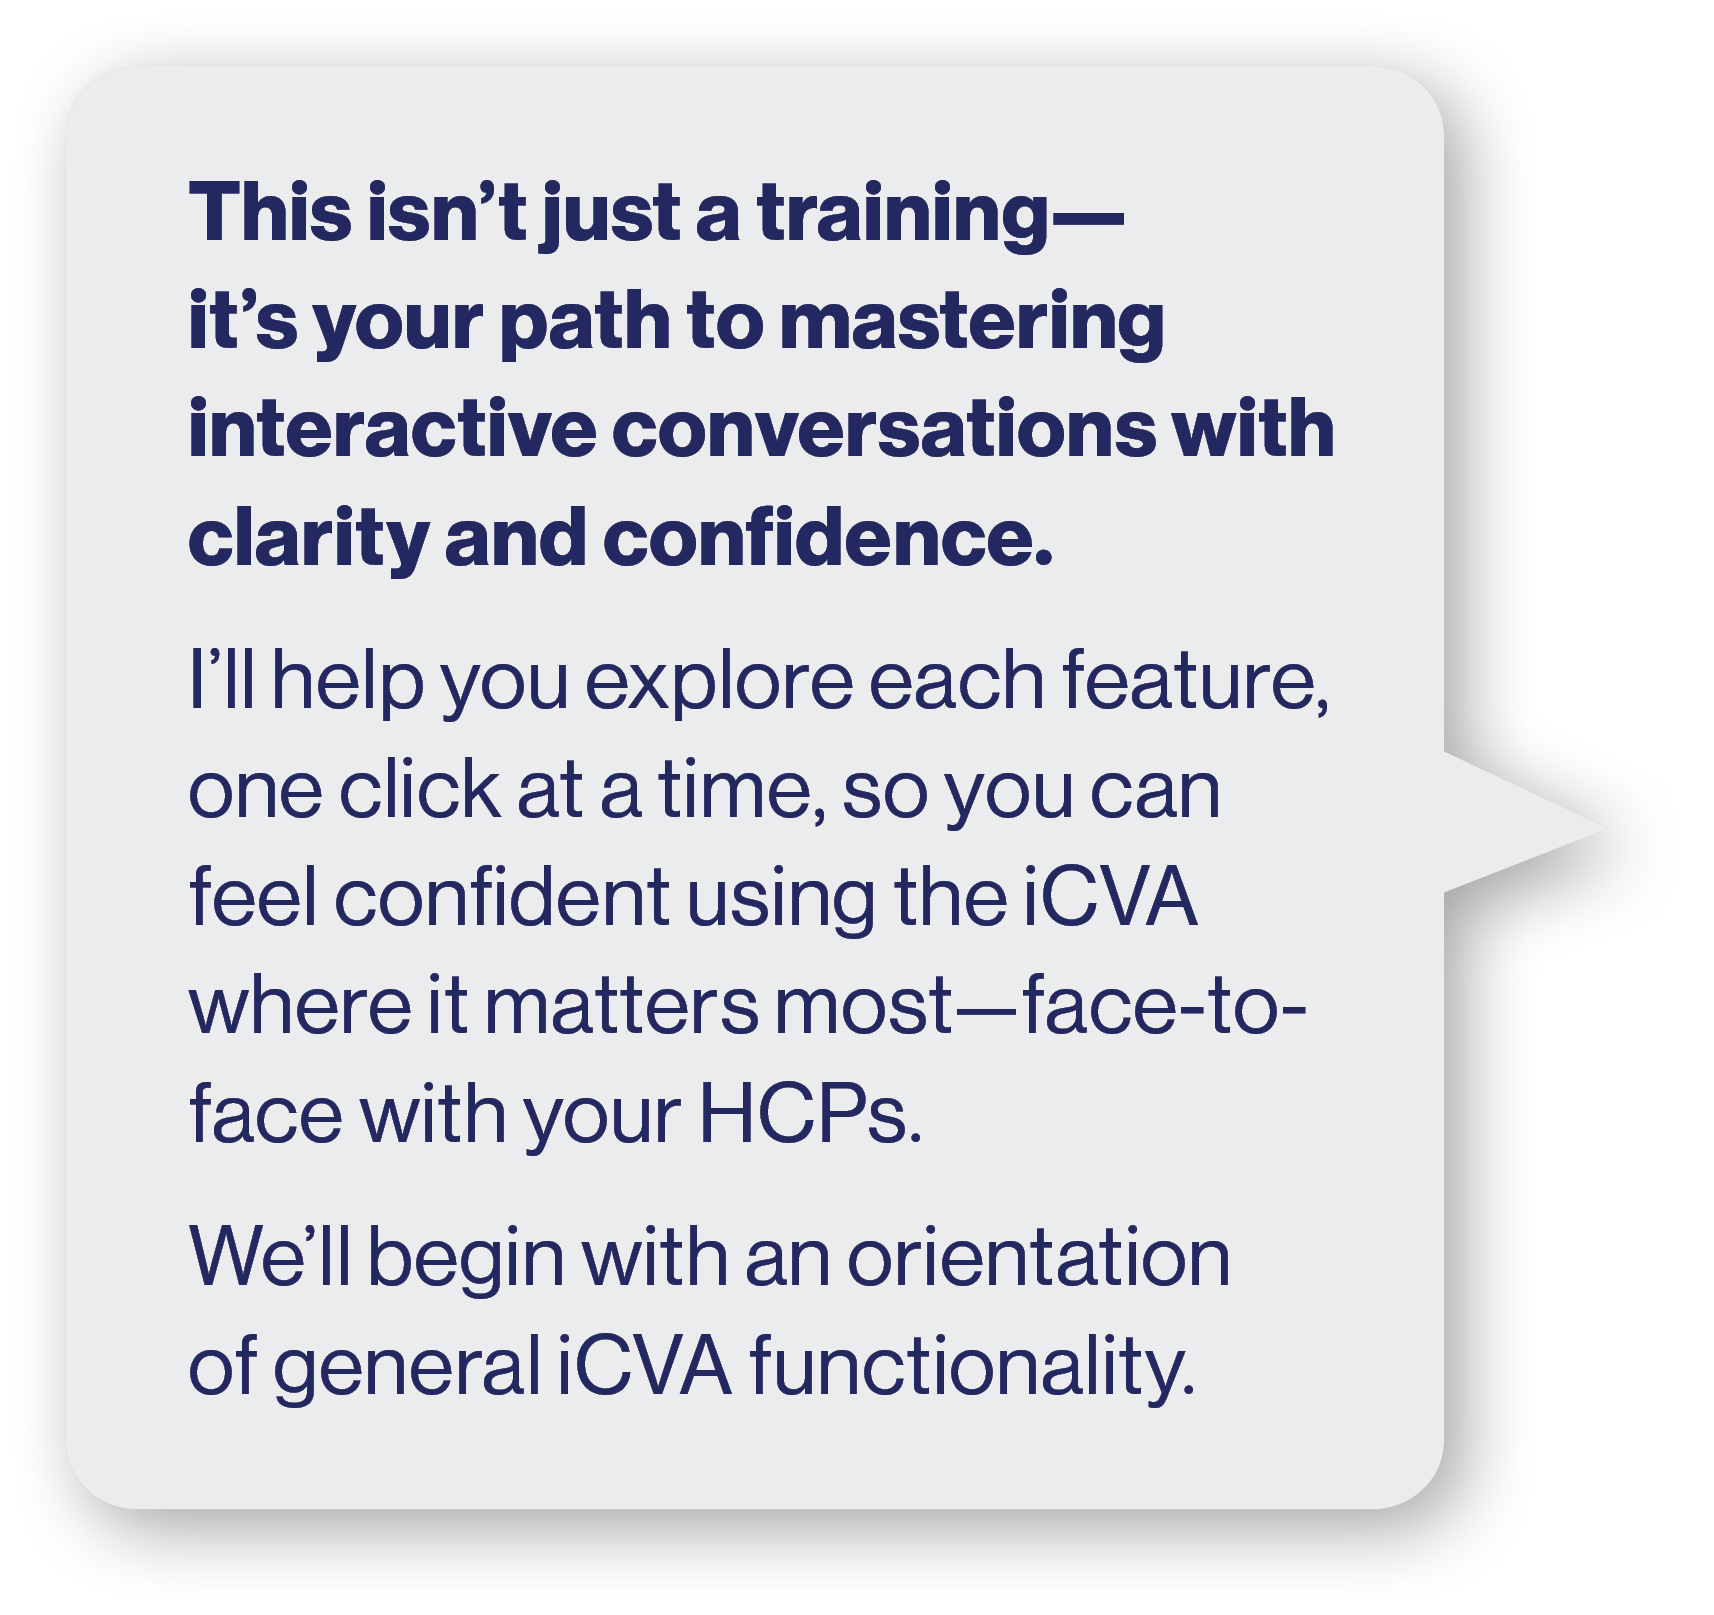 This isn’t just a training—
it’s your path to mastering
interactive conversations with
clarity and confidence.
I’ll help you explore each feature,
one click at a time, so you can
feel confident using the iCVA
where it matters most—face-to-
face with your HCPs.
We’ll begin with an orientation
of general iCVA functionality.